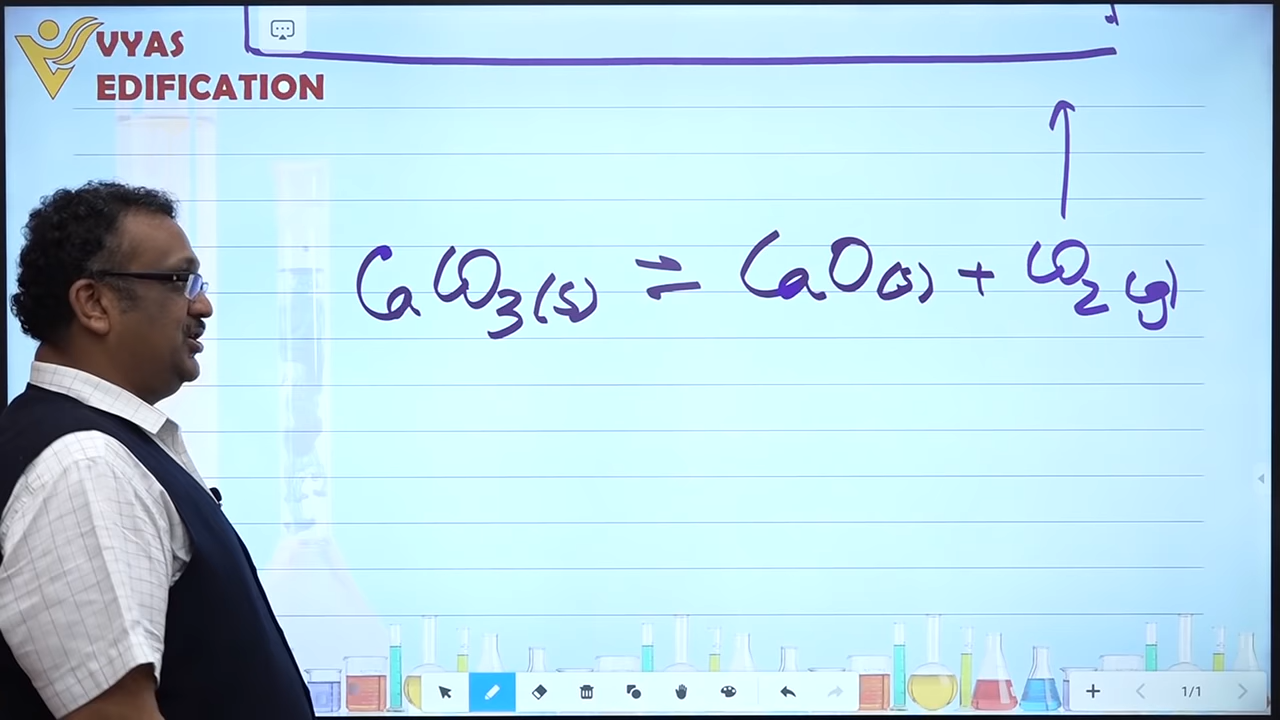 VYAS
EDIFICATION
CaCO₃(s) ⇌ CaO(s) + CO₂(g)
1/1